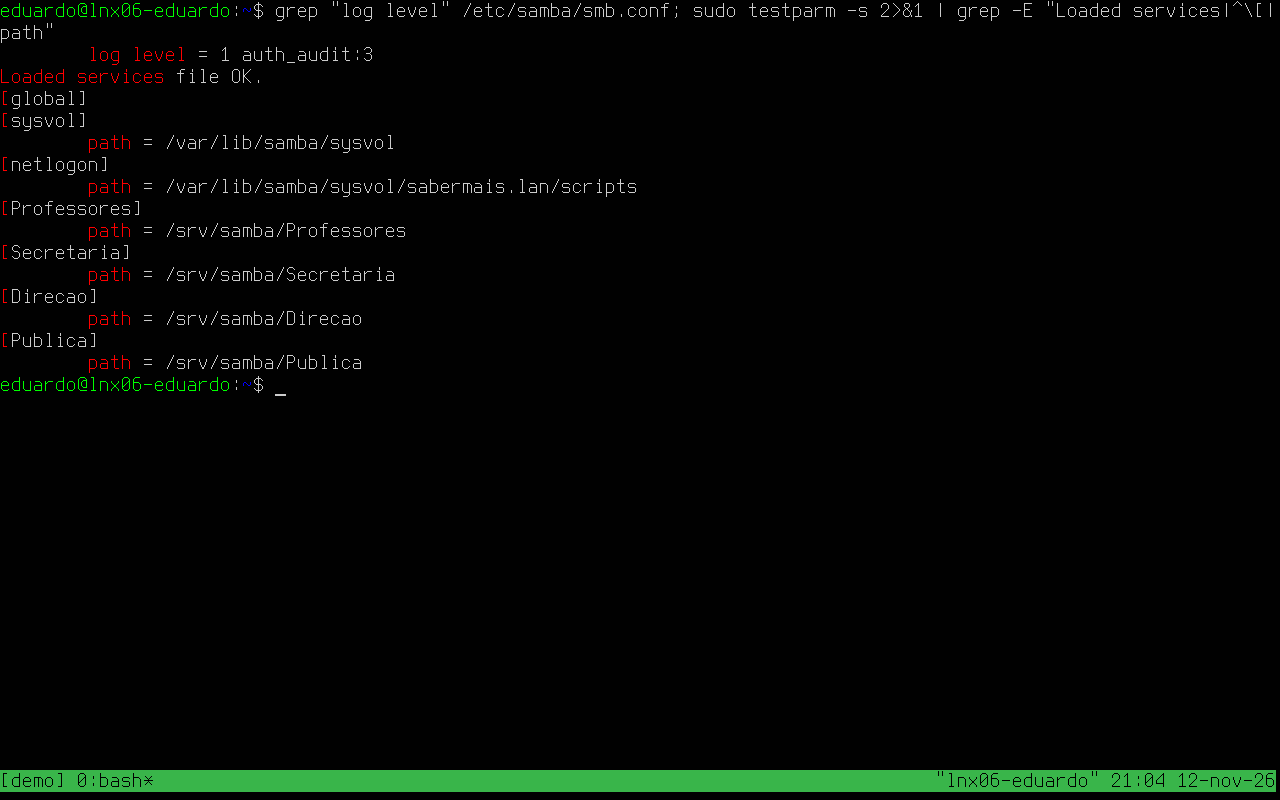 eduardo@lnx06-eduardo:~$ grep "log level" /etc/samba/smb.conf; sudo testparm -s 2>&1 | grep -E "Loaded services|^\[|
path"
        log level = 1 auth_audit:3
Loaded services file OK.
[global]
[sysvol]
        path = /var/lib/samba/sysvol
[netlogon]
        path = /var/lib/samba/sysvol/sabermais.lan/scripts
[Professores]
        path = /srv/samba/Professores
[Secretaria]
        path = /srv/samba/Secretaria
[Direcao]
        path = /srv/samba/Direcao
[Publica]
        path = /srv/samba/Publica
eduardo@lnx06-eduardo:~$ _
[demo] 0:bash* "lnx06-eduardo" 21:04 12-nov-26